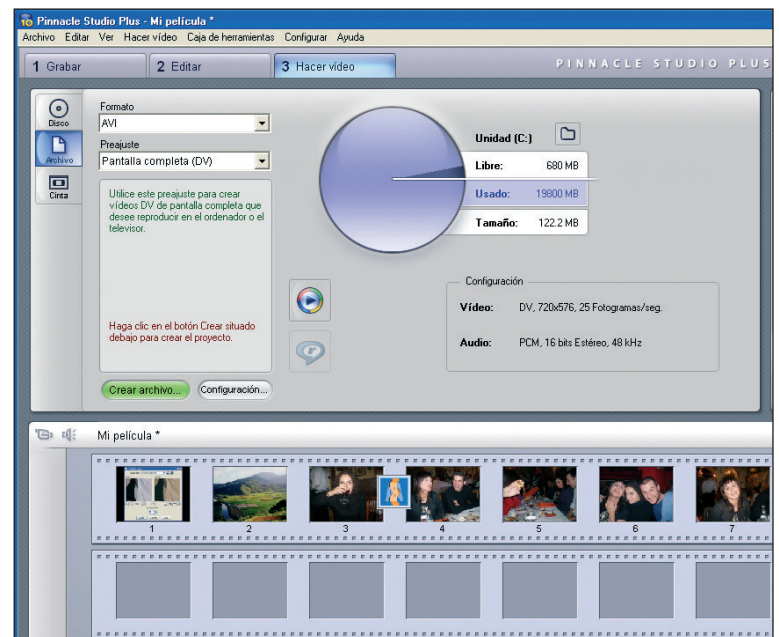 Pinnacle Studio Plus - Mi película *
Archivo Editar Ver Hacer vídeo Caja de herramientas Configurar Ayuda
1 Grabar 2 Editar 3 Hacer vídeo PINNACLE STUDIO PLUS
Disco
Archivo
Cinta
Formato
AVI
Preajuste
Pantalla completa (DV)
Utilice este preajuste para crear
vídeos DV de pantalla completa que
desee reproducir en el ordenador o el
televisor.
Haga clic en el botón Crear situado
debajo para crear el proyecto.
Crear archivo... Configuración...
Unidad (C:)
Libre: 680 MB
Usado: 19800 MB
Tamaño: 122.2 MB
Configuración
Vídeo: DV, 720x576, 25 Fotogramas/seg.
Audio: PCM, 16 bits Estéreo, 48 kHz
Mi película *
1 2 3 4 5 6 7